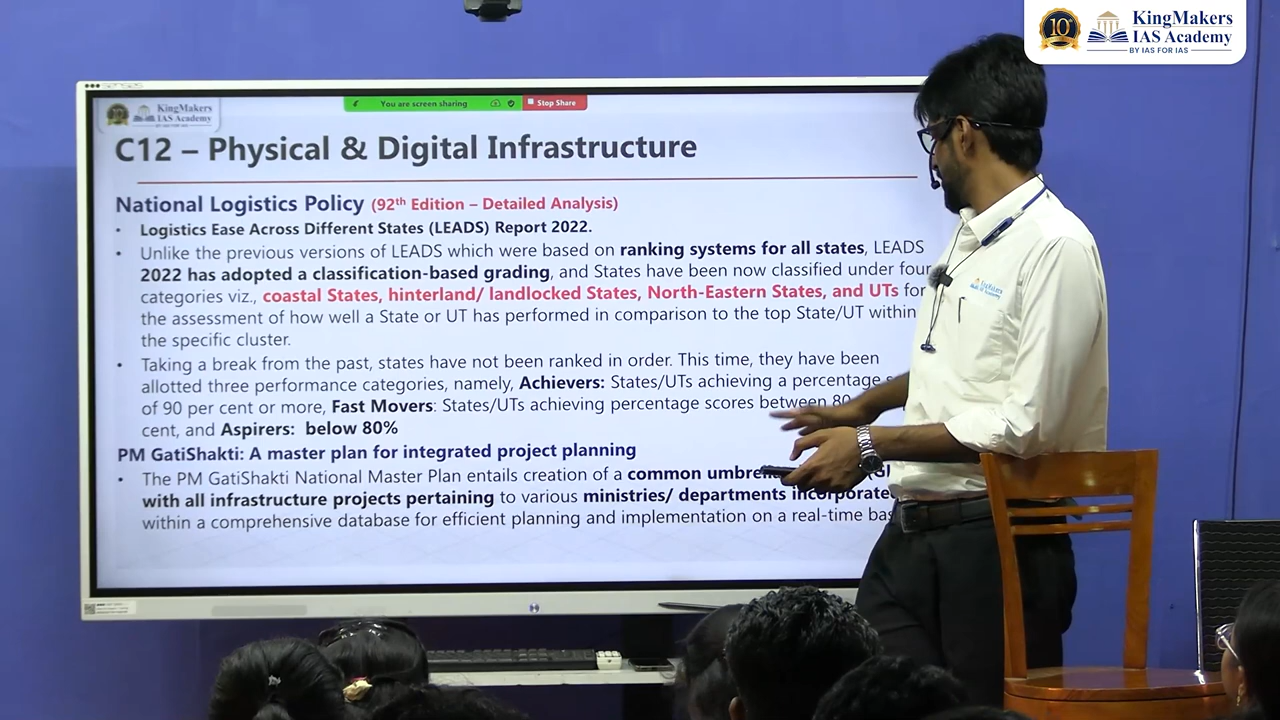 10
KingMakers
IAS Academy
BY IAS FOR IAS
KingMakers
IAS Academy
BY IAS FOR IAS
You are screen sharing
Stop Share
C12 – Physical & Digital Infrastructure
National Logistics Policy (92th Edition – Detailed Analysis)
• Logistics Ease Across Different States (LEADS) Report 2022.
• Unlike the previous versions of LEADS which were based on ranking systems for all states, LEADS
2022 has adopted a classification-based grading, and States have been now classified under four
categories viz., coastal States, hinterland/ landlocked States, North-Eastern States, and UTs for
the assessment of how well a State or UT has performed in comparison to the top State/UT within
the specific cluster.
• Taking a break from the past, states have not been ranked in order. This time, they have been
allotted three performance categories, namely, Achievers: States/UTs achieving a percentage
of 90 per cent or more, Fast Movers: States/UTs achieving percentage scores between 80
cent, and Aspirers: below 80%
PM GatiShakti: A master plan for integrated project planning
• The PM GatiShakti National Master Plan entails creation of a common
with all infrastructure projects pertaining to various ministries/ departments incorporated
within a comprehensive database for efficient planning and implementation on a real-time
KingMakers
IAS Academy